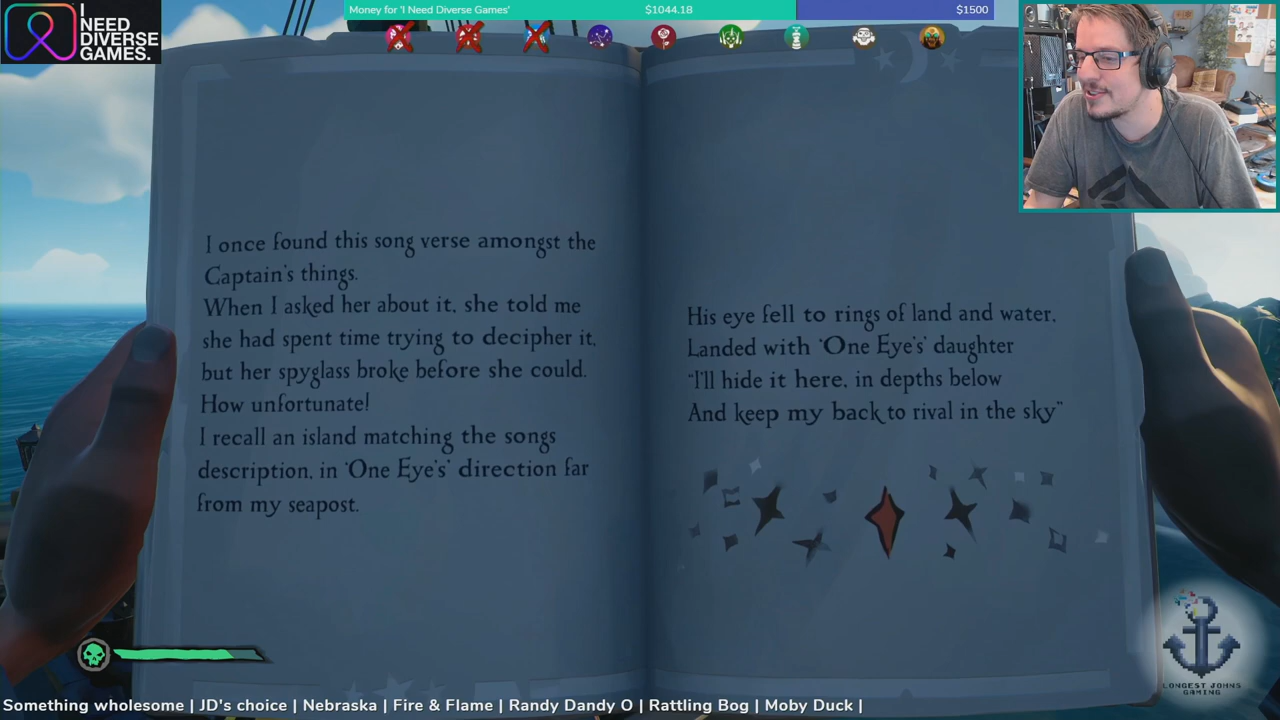 I
NEED
DIVERSE
GAMES.
Money for 'I Need Diverse Games'
$1044.18
$1500
I once found this song verse amongst the
Captain's things.
When I asked her about it, she told me
she had spent time trying to decipher it,
but her spyglass broke before she could.
How unfortunate!
I recall an island matching the songs
description, in 'One Eye's' direction far
from my seapost.
His eye fell to rings of land and water,
Landed with 'One Eye's' daughter
"I'll hide it here, in depths below
And keep my back to rival in the sky"
LONGEST JOHNS
GAMING
Something wholesome | JD's choice | Nebraska | Fire & Flame | Randy Dandy O | Rattling Bog | Moby Duck |